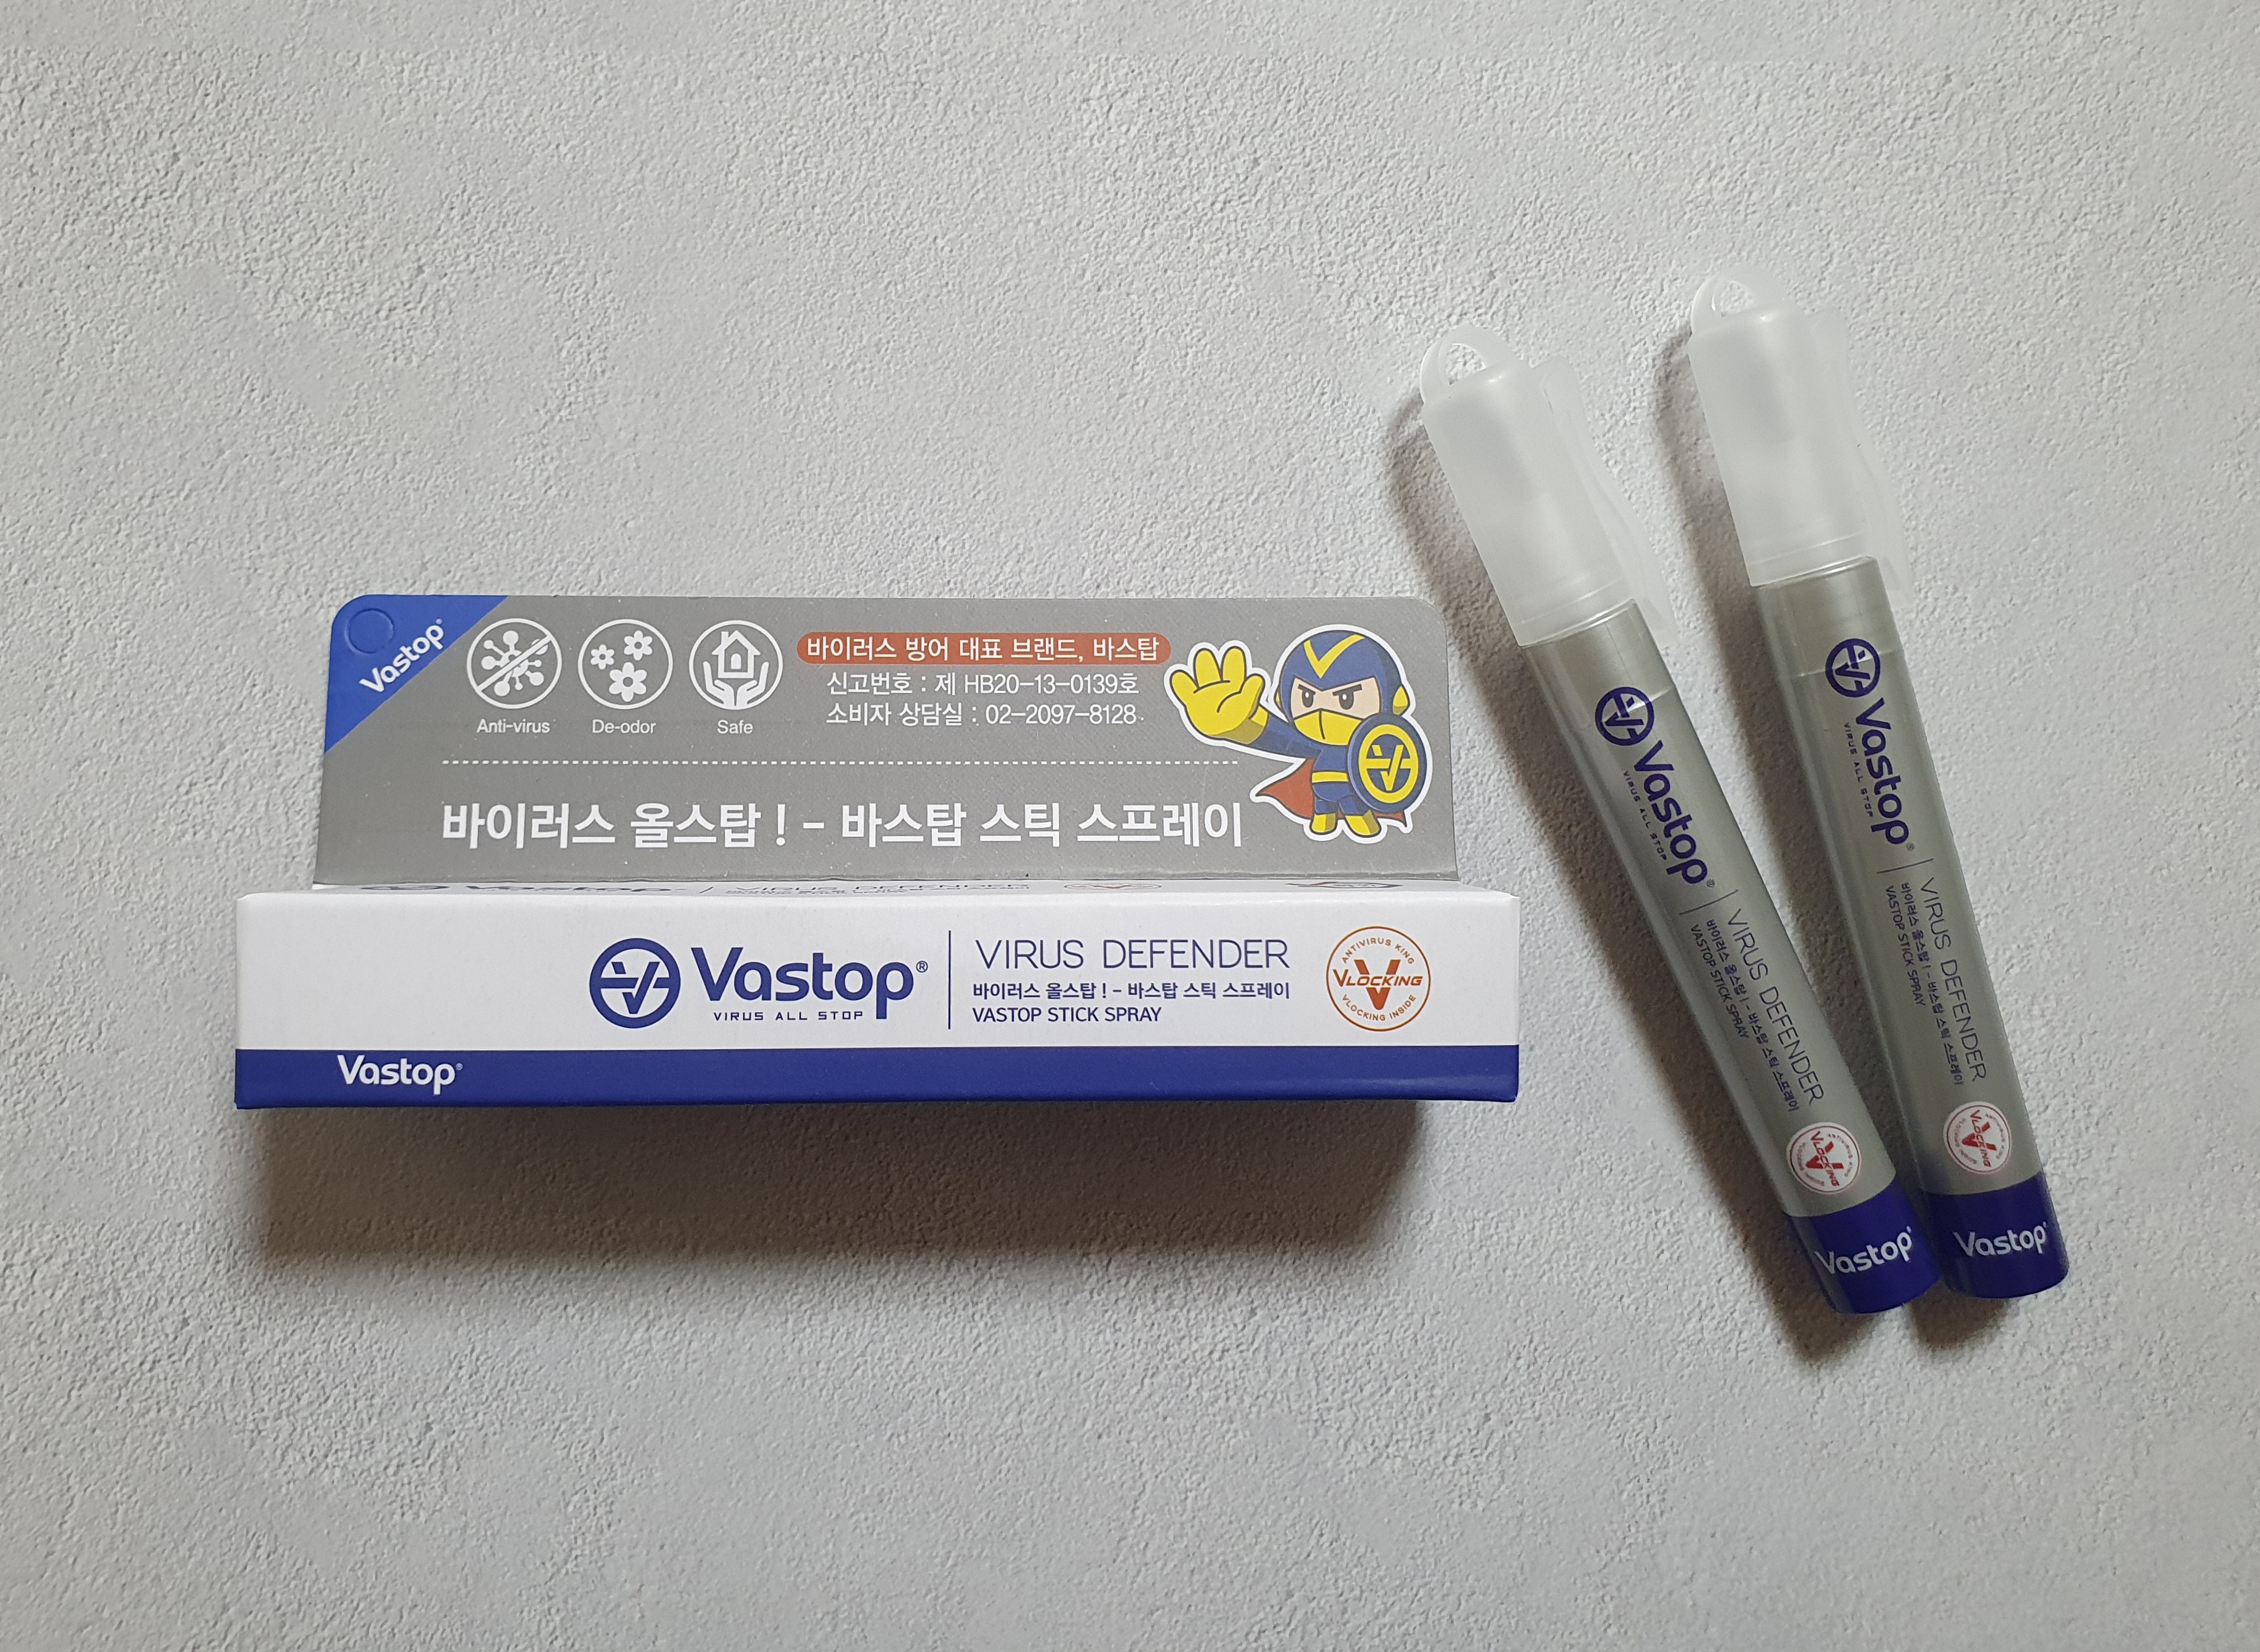 Vastop®
Anti-virus
De-odor
Safe
바이러스 방어 대표 브랜드, 바스탑
신고번호 : 제 HB20-13-0139호
소비자 상담실 : 02-2097-8128
바이러스 올스탑 ! - 바스탑 스틱 스프레이
Vastop®
VIRUS ALL STOP
VIRUS DEFENDER
바이러스 올스탑 ! - 바스탑 스틱 스프레이
VASTOP STICK SPRAY
ANTIVIRUS KING
VLOCKING
VLOCKING INSIDE
Vastop®
Vastop®
VIRUS ALL STOP
VIRUS DEFENDER
바이러스 올스탑 ! - 바스탑 스틱 스프레이
VASTOP STICK SPRAY
ANTIVIRUS KING
VLOCKING
Vastop®
Vastop®
VIRUS ALL STOP
VIRUS DEFENDER
바이러스 올스탑 ! - 바스탑 스틱 스프레이
VASTOP STICK SPRAY
VLOCKING
Vastop®